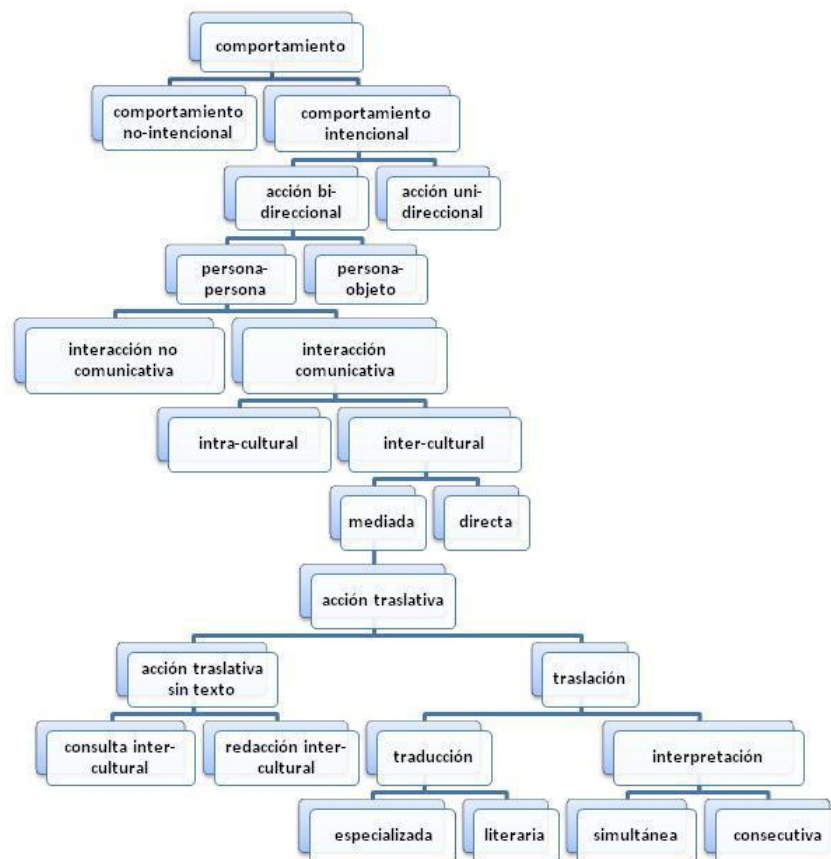 comportamiento
comportamiento
no-intencional
comportamiento
intencional
acción bi-
direccional
acción uni-
direccional
persona-
persona
persona-
objeto
interacción no
comunicativa
interacción
comunicativa
intra-cultural
inter-cultural
mediada
directa
acción traslativa
acción traslativa
sin texto
traslación
consulta inter-
cultural
redacción inter-
cultural
traducción
interpretación
especializada
literaria
simultánea
consecutiva